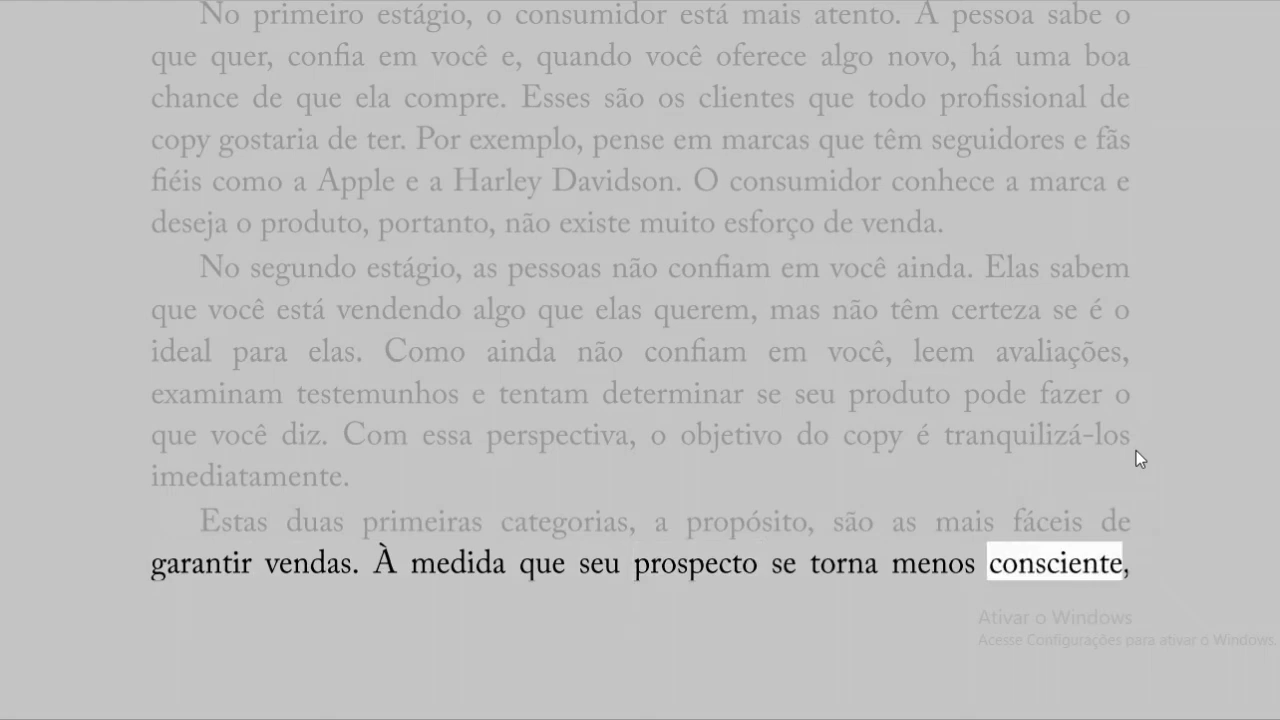 No primeiro estágio, o consumidor está mais atento. A pessoa sabe o
que quer, confia em você e, quando você oferece algo novo, há uma boa
chance de que ela compre. Esses são os clientes que todo profissional de
copy gostaria de ter. Por exemplo, pense em marcas que têm seguidores e fãs
fiéis como a Apple e a Harley Davidson. O consumidor conhece a marca e
deseja o produto, portanto, não existe muito esforço de venda.
No segundo estágio, as pessoas não confiam em você ainda. Elas sabem
que você está vendendo algo que elas querem, mas não têm certeza se é o
ideal para elas. Como ainda não confiam em você, leem avaliações,
examinam testemunhos e tentam determinar se seu produto pode fazer o
que você diz. Com essa perspectiva, o objetivo do copy é tranquilizá-los
imediatamente.
Estas duas primeiras categorias, a propósito, são as mais fáceis de
garantir vendas. À medida que seu prospecto se torna menos consciente,
Ativar o Windows
Acesse Configurações para ativar o Windows.